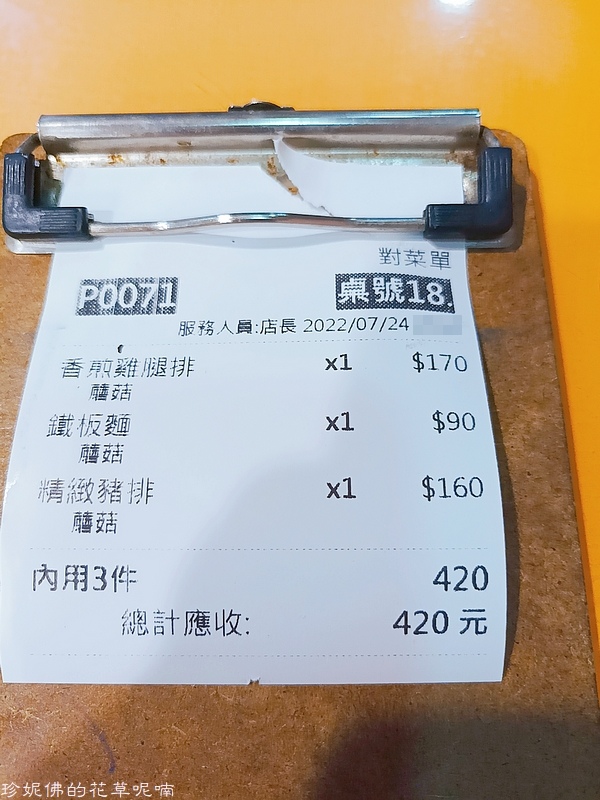 對菜單
P0071 桌號18.
服務人員:店長 2022/07/24
香煎雞腿排 x1 $170
蘑菇
鐵板麵 x1 $90
蘑菇
精緻豬排 x1 $160
蘑菇
內用3件 420
總計應收: 420 元
珍妮佛的花草呢喃